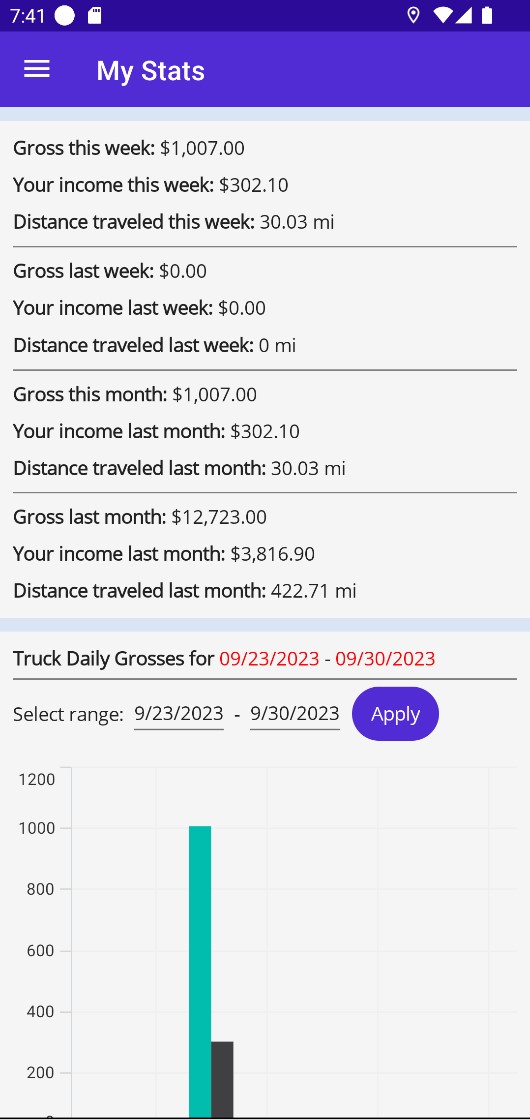 7:41
My Stats
Gross this week: $1,007.00
Your income this week: $302.10
Distance traveled this week: 30.03 mi
Gross last week: $0.00
Your income last week: $0.00
Distance traveled last week: 0 mi
Gross this month: $1,007.00
Your income last month: $302.10
Distance traveled last month: 30.03 mi
Gross last month: $12,723.00
Your income last month: $3,816.90
Distance traveled last month: 422.71 mi
Truck Daily Grosses for 09/23/2023 - 09/30/2023
Select range: 9/23/2023 - 9/30/2023 Apply
1200
1000
800
600
400
200